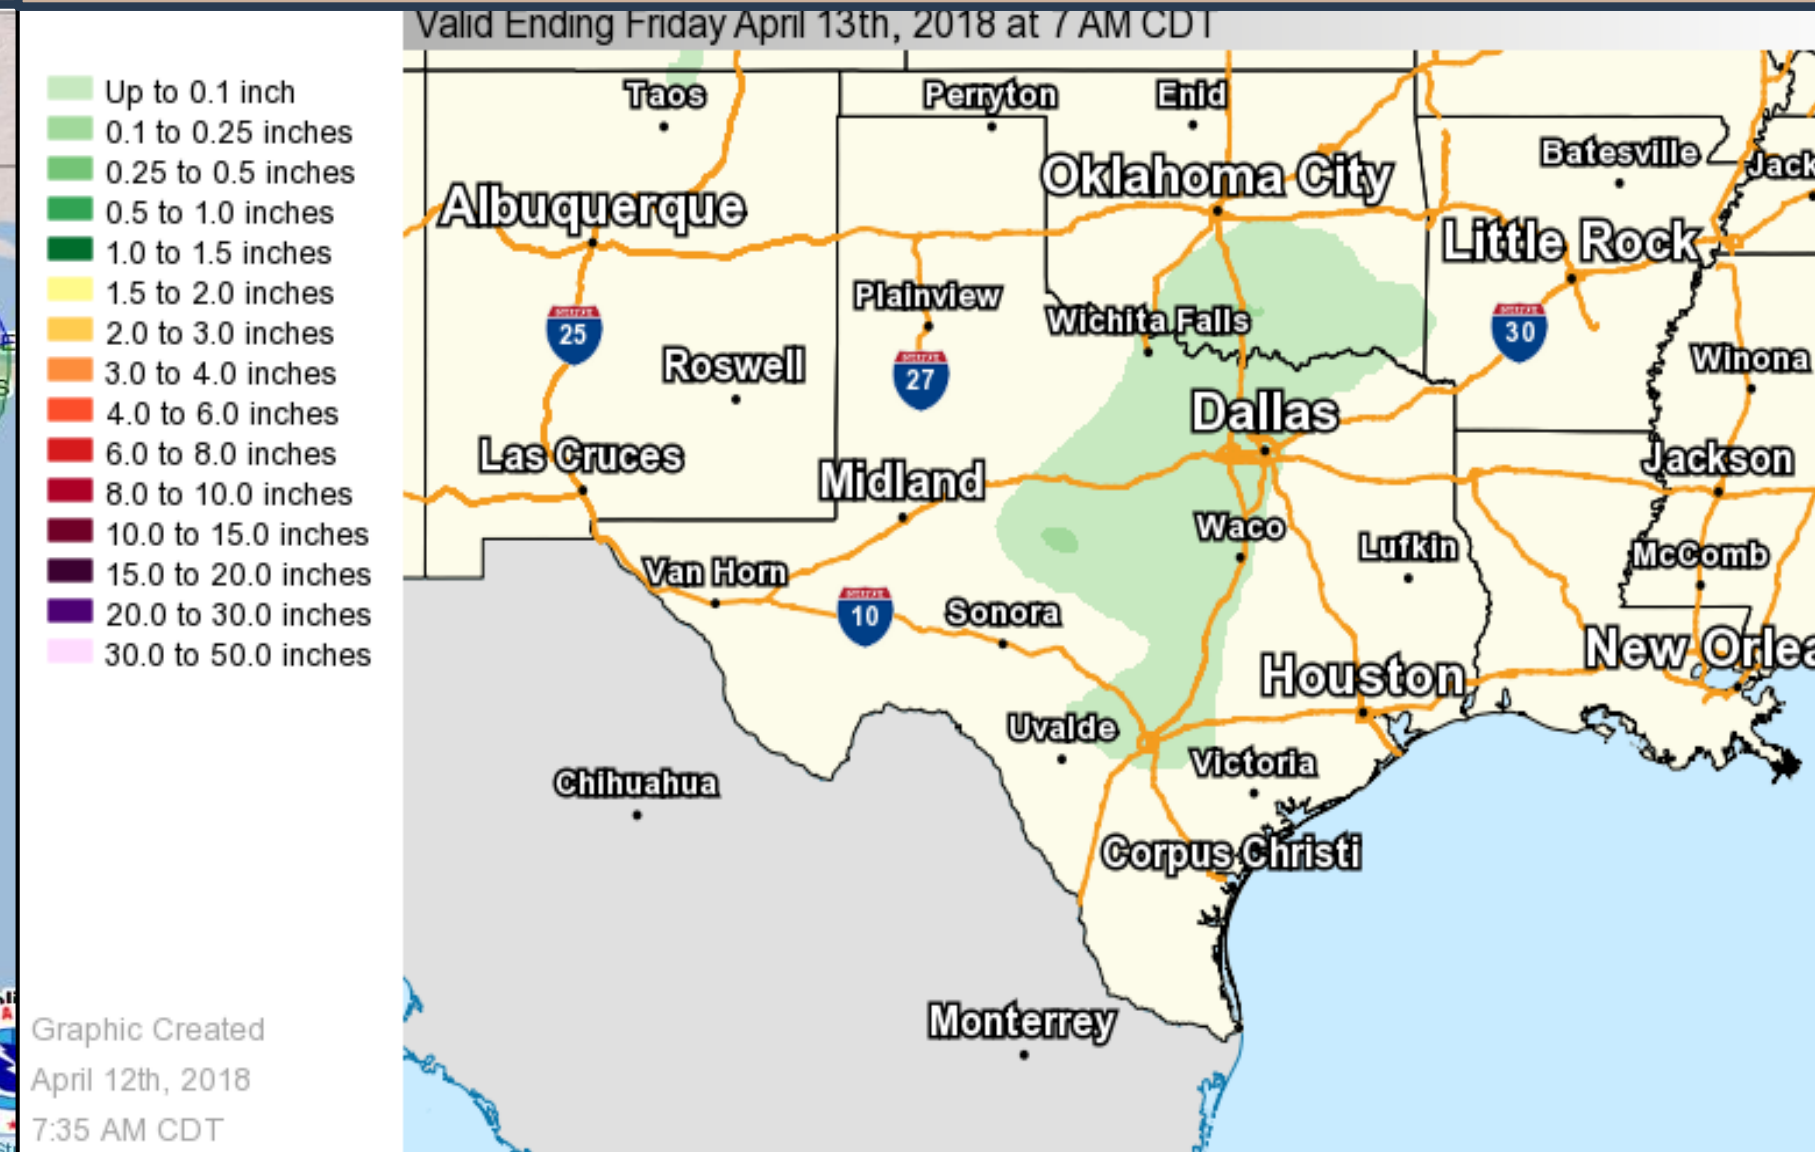 Valid Ending Friday April 13th, 2018 at 7 AM CDT
Up to 0.1 inch
0.1 to 0.25 inches
0.25 to 0.5 inches
0.5 to 1.0 inches
1.0 to 1.5 inches
1.5 to 2.0 inches
2.0 to 3.0 inches
3.0 to 4.0 inches
4.0 to 6.0 inches
6.0 to 8.0 inches
8.0 to 10.0 inches
10.0 to 15.0 inches
15.0 to 20.0 inches
20.0 to 30.0 inches
30.0 to 50.0 inches
Graphic Created
April 12th, 2018
7:35 AM CDT
Taos
Perryton
Enid
Batesville
Jack
Oklahoma City
Albuquerque
Little Rock
Plainview
Wichita Falls
25
30
Roswell
27
Winona
Dallas
Las Cruces
Midland
Jackson
Waco
Lufkin
McComb
Van Horn
10
Sonora
New Orlea
Houston
Uvalde
Victoria
Chihuahua
Corpus Christi
Monterrey